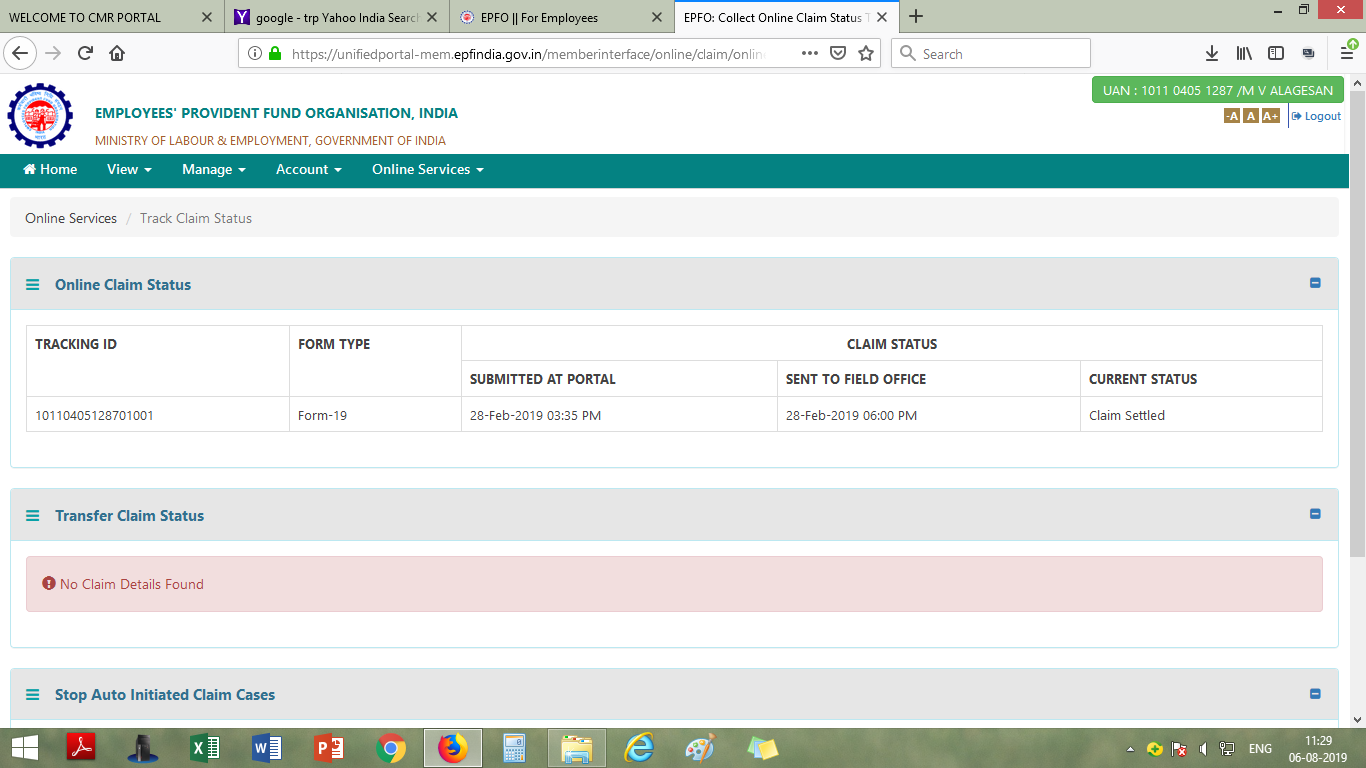 WELCOME TO CMR PORTAL
google - trp Yahoo India Search
EPFO || For Employees
EPFO: Collect Online Claim Status T
https://unifiedportal-mem.epfindia.gov.in/memberinterface/online/claim/onlin
Search
UAN : 1011 0405 1287 /M V ALAGESAN
EMPLOYEES' PROVIDENT FUND ORGANISATION, INDIA
-A A A+ Logout
MINISTRY OF LABOUR & EMPLOYMENT, GOVERNMENT OF INDIA
Home View Manage Account Online Services
Online Services / Track Claim Status
Online Claim Status
TRACKING ID FORM TYPE CLAIM STATUS
SUBMITTED AT PORTAL SENT TO FIELD OFFICE CURRENT STATUS
10110405128701001 Form-19 28-Feb-2019 03:35 PM 28-Feb-2019 06:00 PM Claim Settled
Transfer Claim Status
No Claim Details Found
Stop Auto Initiated Claim Cases
ENG
11:29
06-08-2019